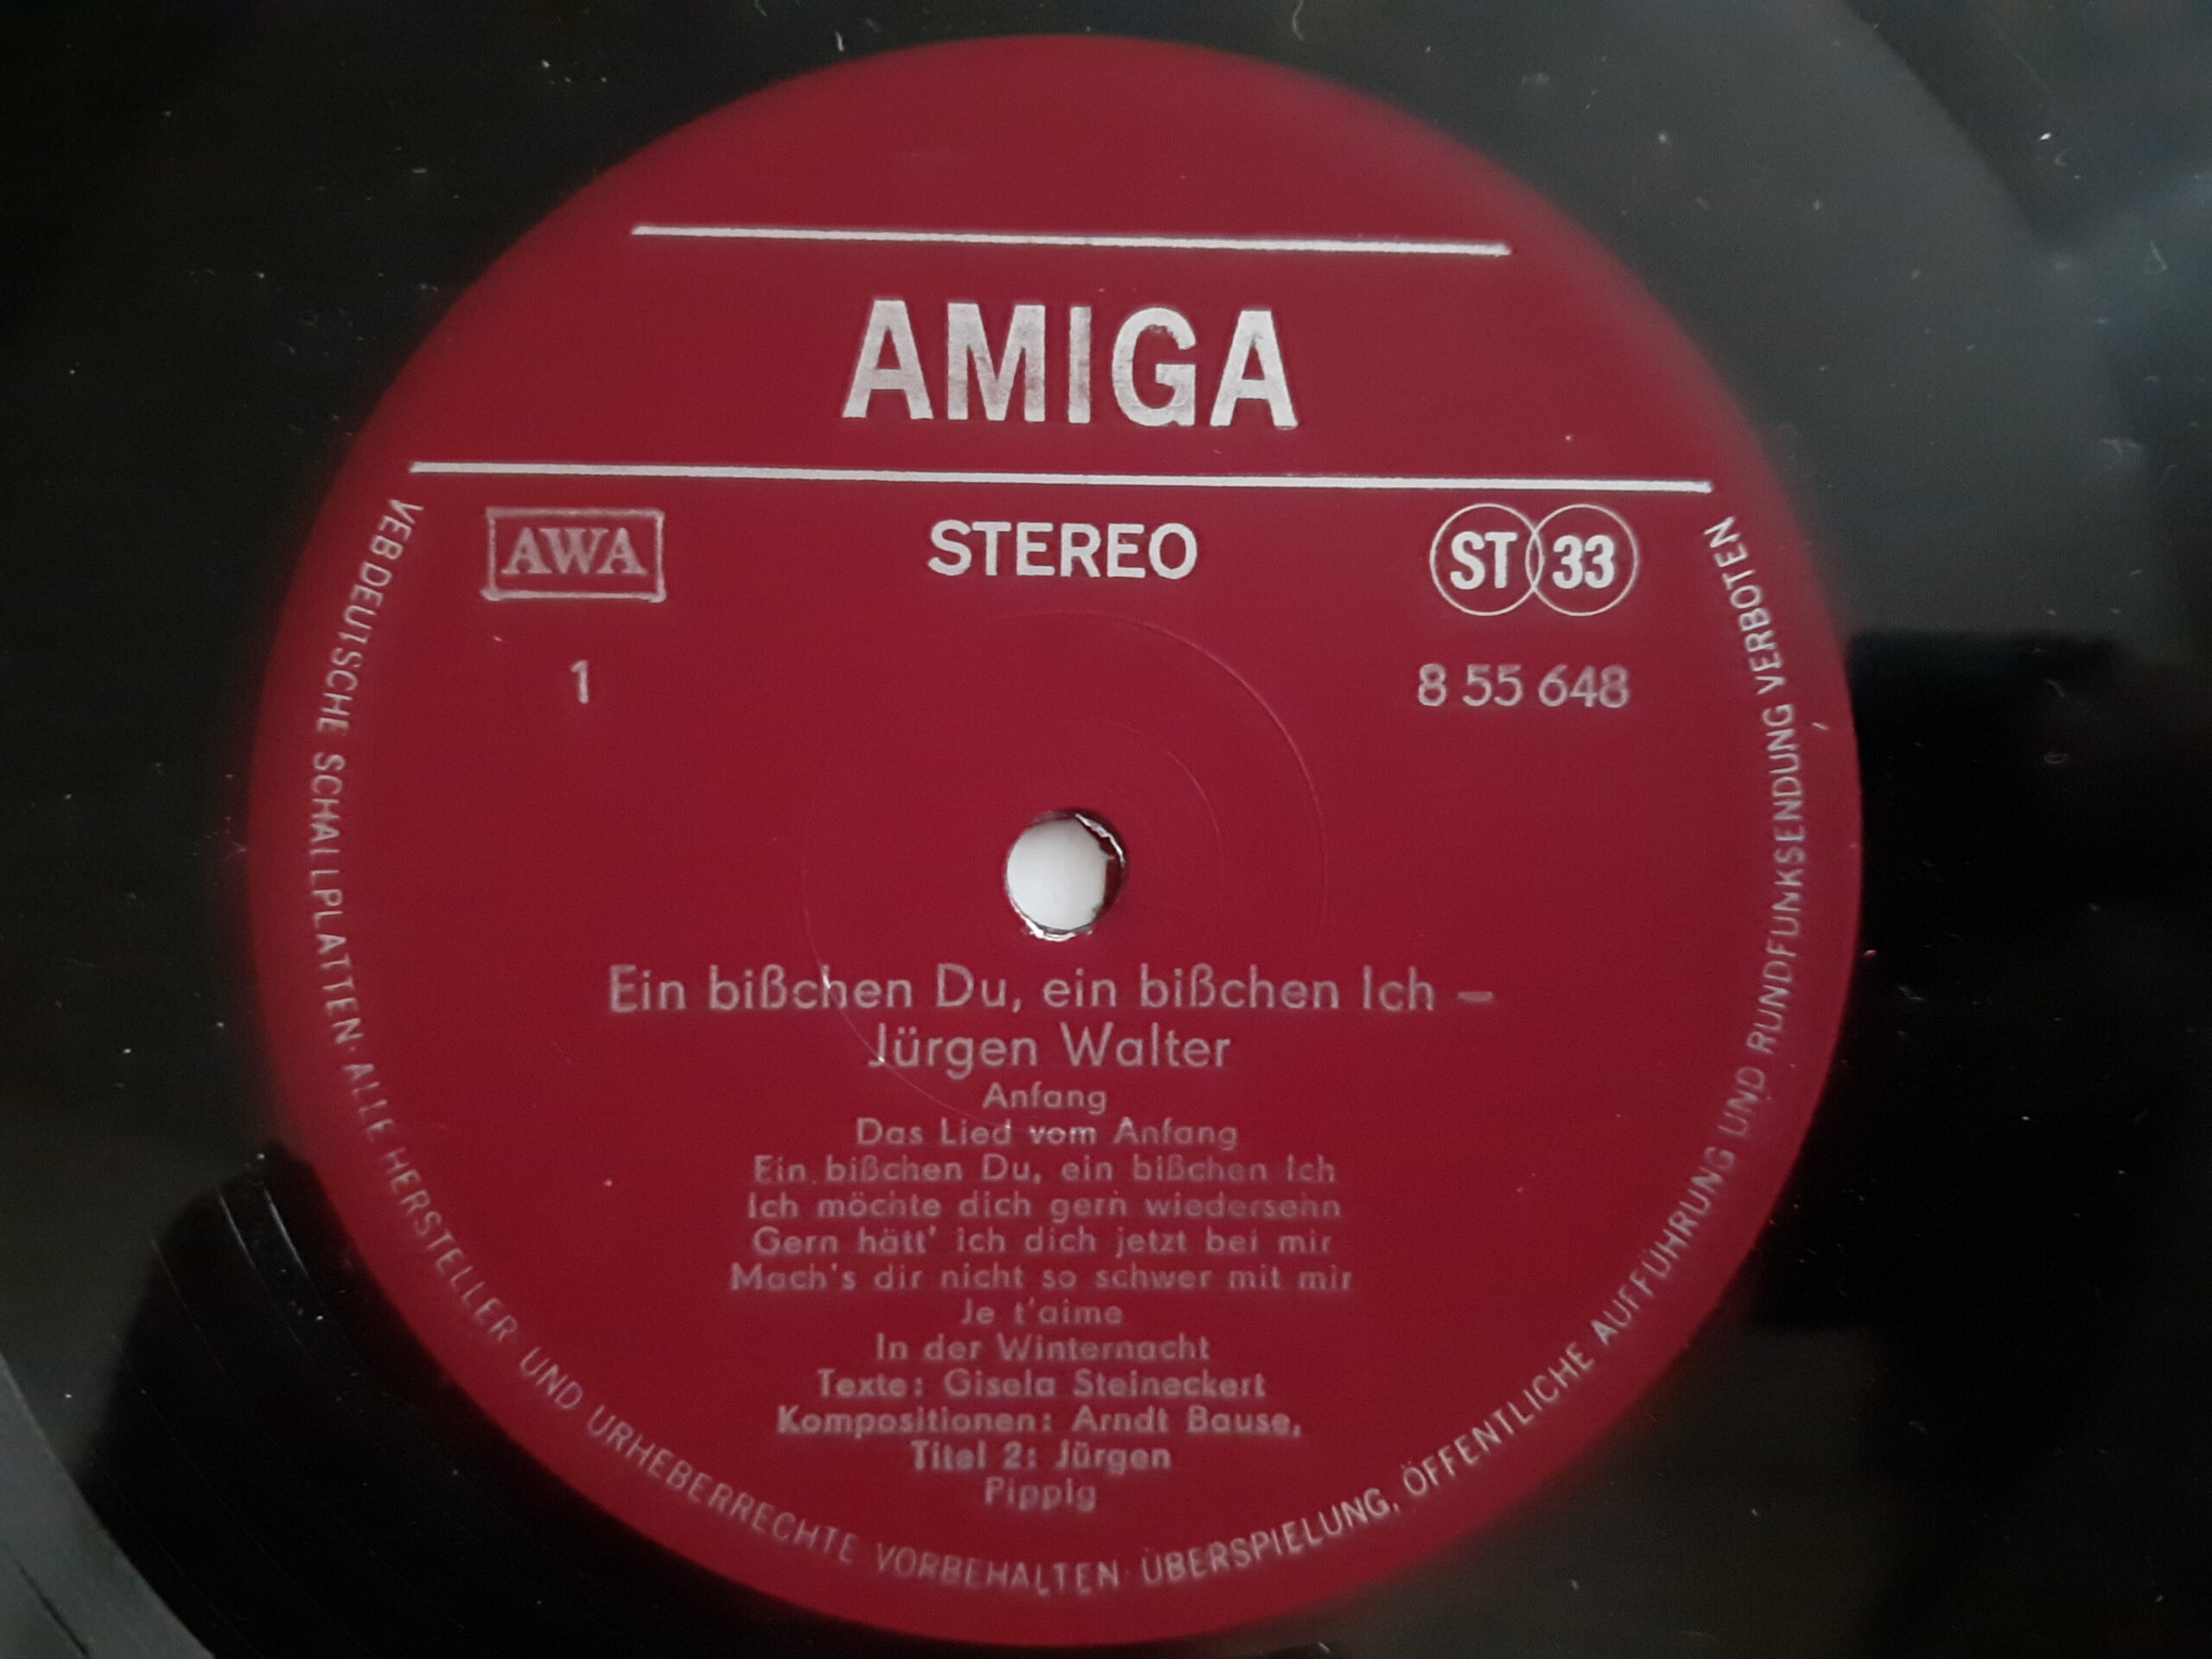 AMIGA
AWA
STEREO
ST 33
1
8 55 648
Ein bißchen Du, ein bißchen Ich –
Jürgen Walter
Anfang
Das Lied vom Anfang
Ein bißchen Du, ein bißchen Ich
Ich möchte dich gern wiedersehn
Gern hätt' ich dich jetzt bei mir
Mach's dir nicht so schwer mit mir
Je t'aime
In der Winternacht
Texte: Gisela Steineckert
Kompositionen: Arndt Bause,
Titel 2: Jürgen
Pippig
VEB DEUTSCHE SCHALLPLATTEN · ALLE HERSTELLER UND URHEBERRECHTE VORBEHALTEN · ÜBERSPIELUNG, ÖFFENTLICHE AUFFÜHRUNG UND RUNDFUNKSENDUNG VERBOTEN